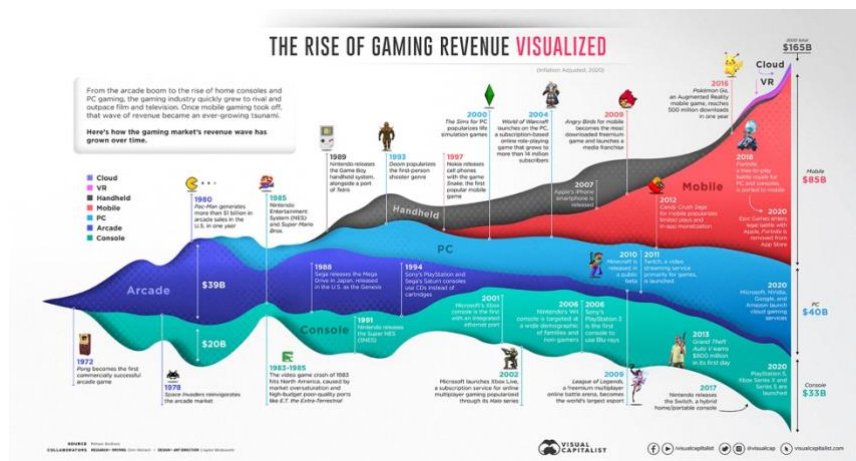 THE RISE OF GAMING REVENUE VISUALIZED
(Inflation Adjusted, 2020)
2020 total
$165B
From the arcade boom to the rise of home consoles and
PC gaming, the gaming industry quickly grew to rival and
outpace film and television. Once mobile gaming took off,
that wave of revenue became an ever-growing tsunami.
Here's how the gaming market's revenue wave has
grown over time.
Cloud
VR
Handheld
Mobile
PC
Arcade
Console
1972
Pong becomes the first
commercially successful
arcade game
1978
Space Invaders reinvigorates
the arcade market
1980
Pac-Man generates
more than $1 billion in
arcade sales in the
U.S. in one year
1985
Nintendo
Entertainment
System (NES)
and Super Mario
Bros.
1983-1985
The video game crash of 1983
hits North America, caused by
market oversaturation and
high-budget poor-quality ports
like E.T. the Extra-Terrestrial
1988
Sega releases the Mega
Drive in Japan, released
in the U.S. as the Genesis
1989
Nintendo releases
the Game Boy
handheld system,
alongside a port
of Tetris
1991
Nintendo releases
the Super NES
(SNES)
1993
Doom popularizes
the first-person
shooter genre
1994
Sony's PlayStation and
Sega's Saturn consoles
use CDs instead of
cartridges
1997
Nokia releases
cell phones with
the game
Snake, the first
popular mobile
game
2000
The Sims for PC
popularizes life
simulation games
2001
Microsoft's Xbox
console is the first
with an integrated
ethernet port
2002
Microsoft launches Xbox Live,
a subscription service for online
multiplayer gaming popularized
through its Halo series
2004
World of Warcraft
launches on the PC,
a subscription-based
online role-playing
game that grows to
more than 14 million
subscribers
2006
Nintendo's Wii
console is targeted at
a wide demographic
of families and
non-gamers
2006
Sony's
PlayStation 3
is the first
console to
use Blu-rays
2007
Apple's iPhone
smartphone is
released
2009
Angry Birds for mobile
becomes the most
downloaded freemium
game and launches a
media franchise
2009
League of Legends,
a freemium multiplayer
online battle arena, becomes
the world's largest esport
2010
Minecraft is
released in
a public
beta
2011
Twitch, a video
streaming service
primarily for games,
is launched
2012
Candy Crush Saga
for mobile popularizes
limited plays and
in-app monetization
2013
Grand Theft
Auto V earns
$800 million
in its first day
2016
Pokémon Go,
an Augmented Reality
mobile game, reaches
500 million downloads
in one year
2017
Nintendo releases
the Switch, a hybrid
home/portable console
2018
Fortnite,
a free-to-play
battle royale for PC
and consoles
is ported to mobile
2020
Epic Games enters
legal battle with
Apple, Fortnite is
removed from
App Store
2020
Microsoft, NVIDIA,
Google, and
Amazon launch
cloud gaming
services
2020
PlayStation 5,
Xbox Series X and
Series S are
launched
Arcade
$39B
$20B
Console
Handheld
PC
Mobile
Cloud
VR
Mobile
$85B
PC
$40B
Console
$33B
SOURCE
COLLABORATORS
VISUAL
CAPITALIST
/visualcapitalist
@visualcap
visualcapitalist.com